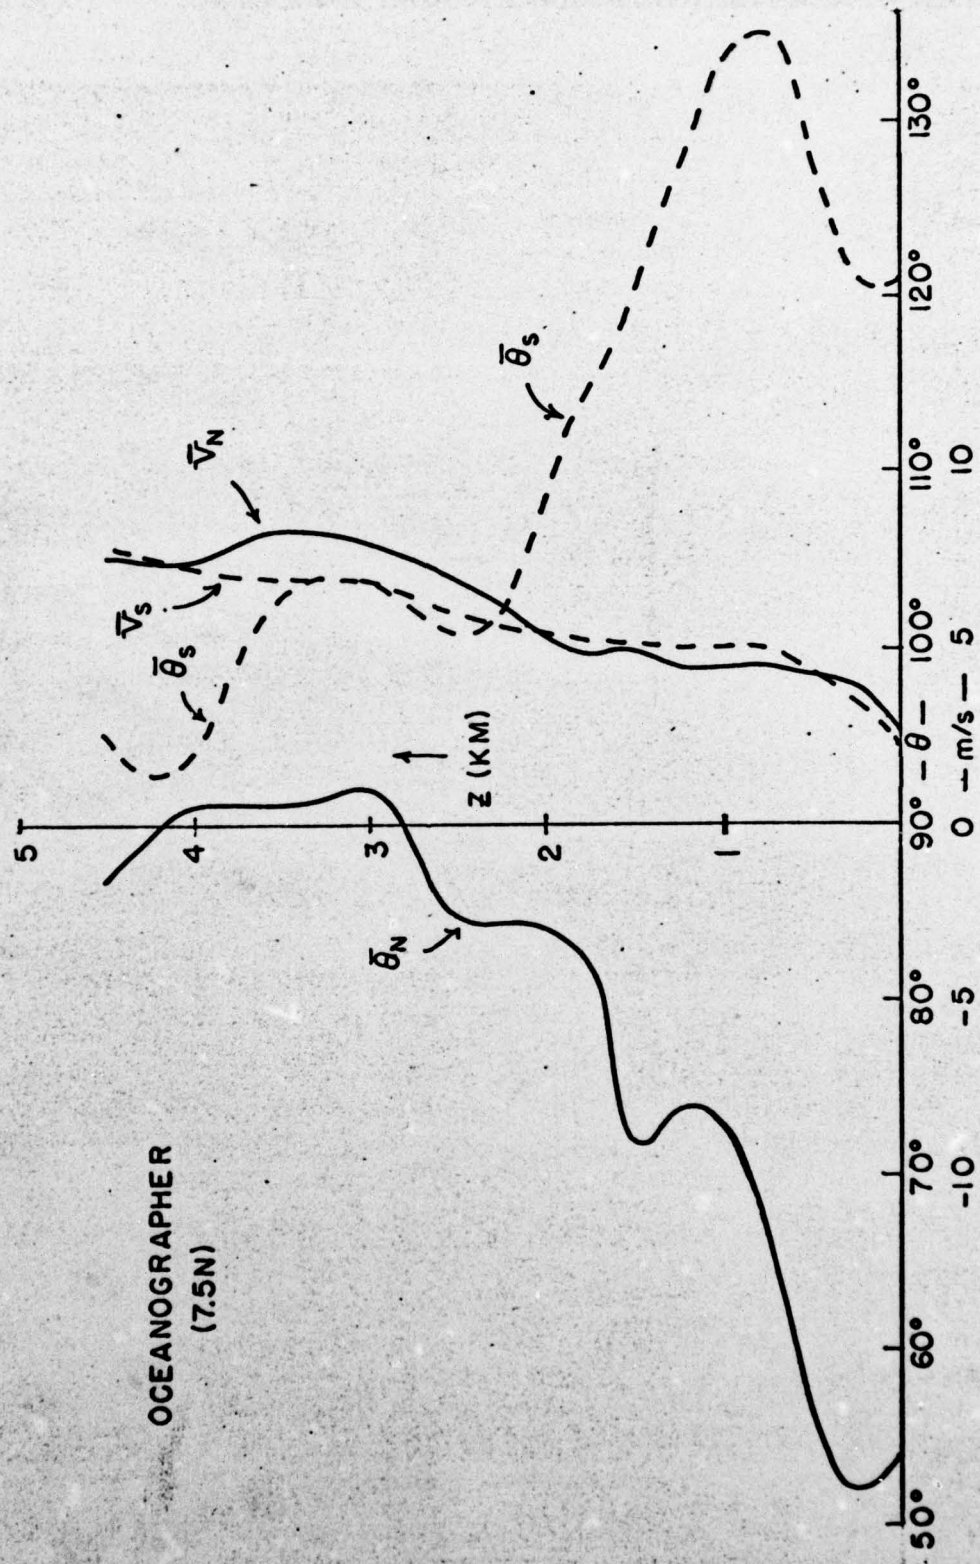 OCEANOGRAPHER
(7.5N)
5
4
3
2
1
Z (KM)
V̄N
V̄S
θ̄S
θ̄S
θ̄N
50° 60° 70° 80° 90° – θ – 100° 110° 120° 130°
-10 -5 0 – m/s – 5 10